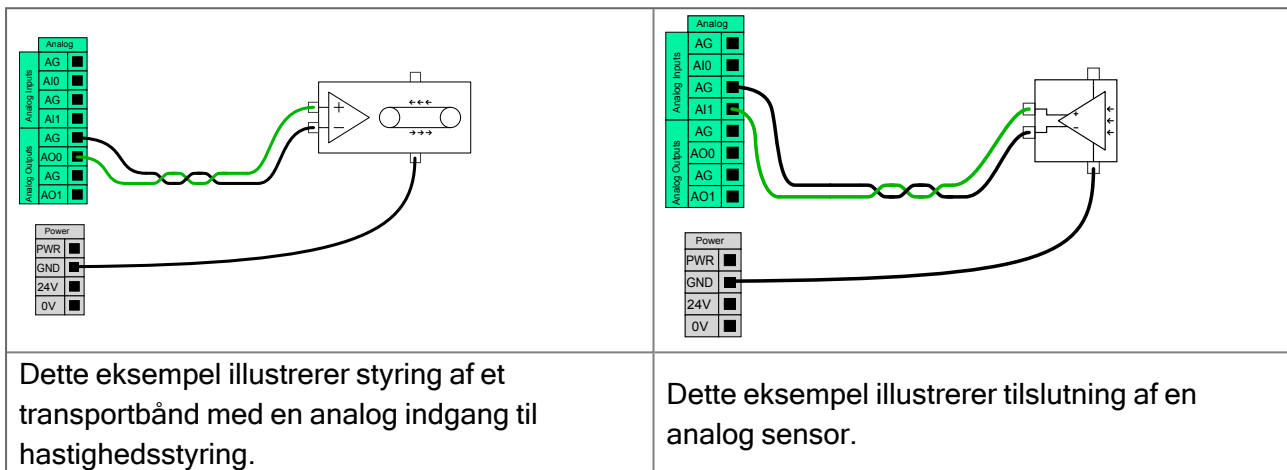 Analog
Analog Inputs
AG
AI0
AG
AI1
Analog Outputs
AG
AO0
AG
AO1
+
−
Power
PWR
GND
24V
0V
Analog
Analog Inputs
AG
AI0
AG
AI1
Analog Outputs
AG
AO0
AG
AO1
+
−
Power
PWR
GND
24V
0V
Dette eksempel illustrerer styring af et
transportbånd med en analog indgang til
hastighedsstyring.
Dette eksempel illustrerer tilslutning af en
analog sensor.